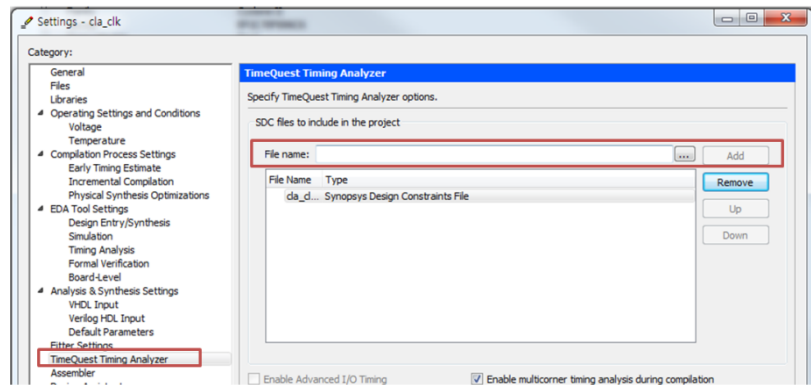 Settings - cla_clk
Category:
General
Files
Libraries
Operating Settings and Conditions
Voltage
Temperature
Compilation Process Settings
Early Timing Estimate
Incremental Compilation
Physical Synthesis Optimizations
EDA Tool Settings
Design Entry/Synthesis
Simulation
Timing Analysis
Formal Verification
Board-Level
Analysis & Synthesis Settings
VHDL Input
Verilog HDL Input
Default Parameters
Fitter Settings
TimeQuest Timing Analyzer
Assembler
TimeQuest Timing Analyzer
Specify TimeQuest Timing Analyzer options.
SDC files to include in the project
File name: ... Add
File Name Type
cla_cl... Synopsys Design Constraints File
Remove
Up
Down
Enable Advanced I/O Timing
Enable multicorner timing analysis during compilation